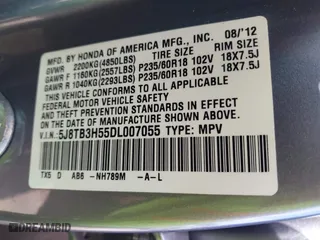 MFD. BY HONDA OF AMERICA MFG., INC. 08/'12
GVWR 2200KG(4850LBS) TIRE SIZE RIM SIZE
GAWR F 1160KG(2557LBS) P235/60R18 102V 18X7.5J
GAWR R 1040KG(2293LBS) P235/60R18 102V 18X7.5J
THIS VEHICLE CONFORMS TO ALL APPLICABLE
FEDERAL MOTOR VEHICLE SAFETY AND
THEFT PREVENTION STANDARDS IN EFFECT
ON THE DATE OF MANUFACTURE SHOWN ABOVE.
V.I.N.:5J8TB3H55DL007055 TYPE: MPV
TX5 D AB6 -NH789M -A-L
DREAMBID